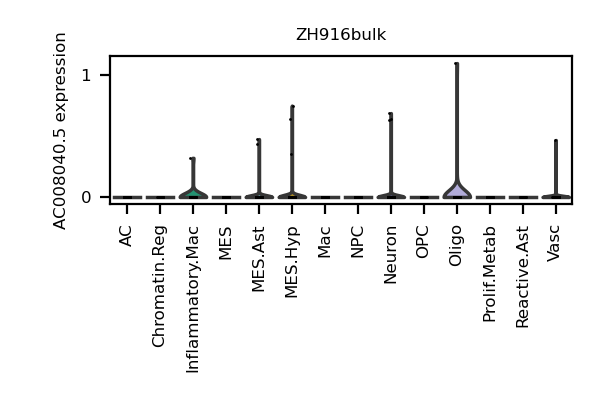 ZH916bulk
AC008040.5 expression
1
0
AC
Chromatin.Reg
Inflammatory.Mac
MES
MES.Ast
MES.Hyp
Mac
NPC
Neuron
OPC
Oligo
Prolif.Metab
Reactive.Ast
Vasc